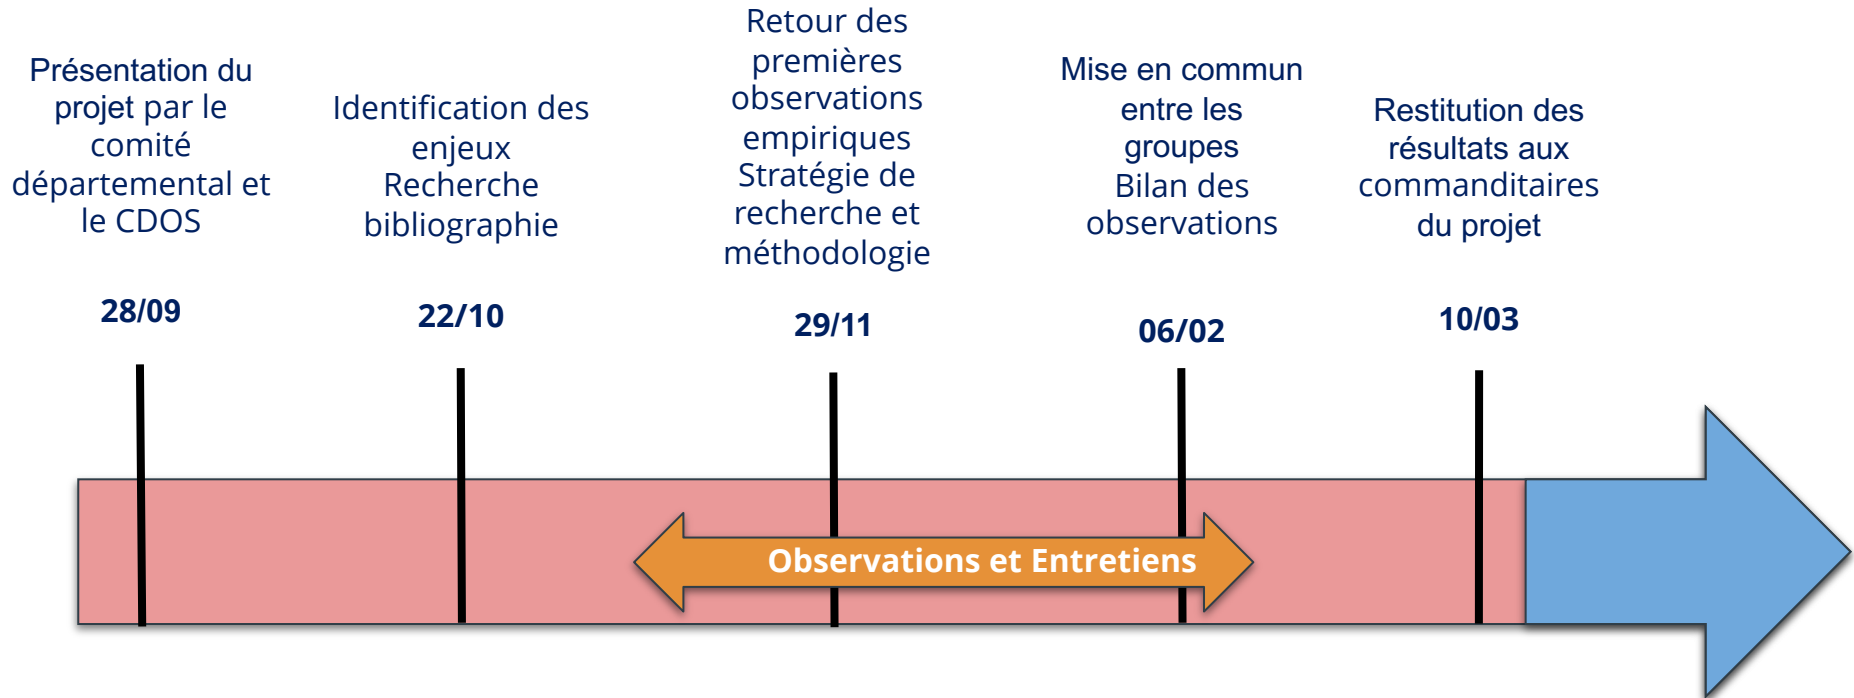 Présentation du
projet par le
comité
départemental et
le CDOS
28/09
Identification des
enjeux
Recherche
bibliographie
22/10
Retour des
premières
observations
empiriques
Stratégie de
recherche et
méthodologie
29/11
Mise en commun
entre les
groupes
Bilan des
observations
06/02
Restitution des
résultats aux
commanditaires
du projet
10/03
Observations et Entretiens